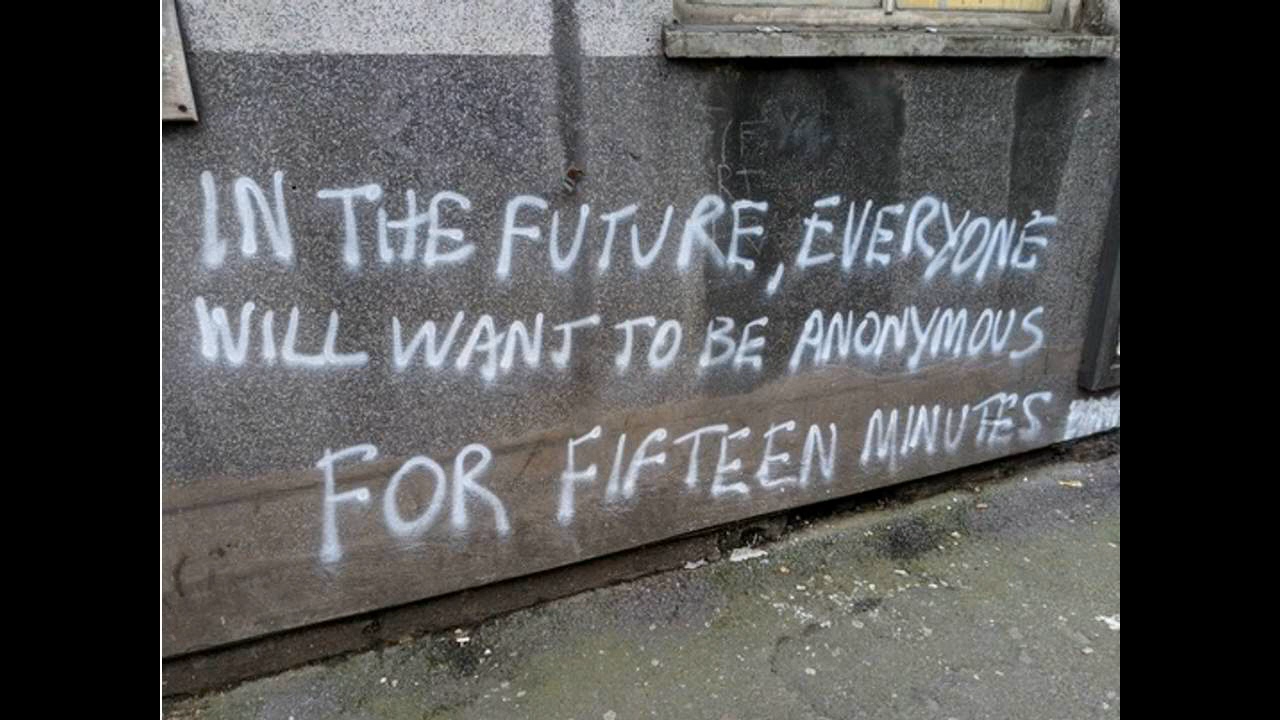 IN THE FUTURE, EVERYONE
WILL WANT TO BE ANONYMOUS
FOR FIFTEEN MINUTES